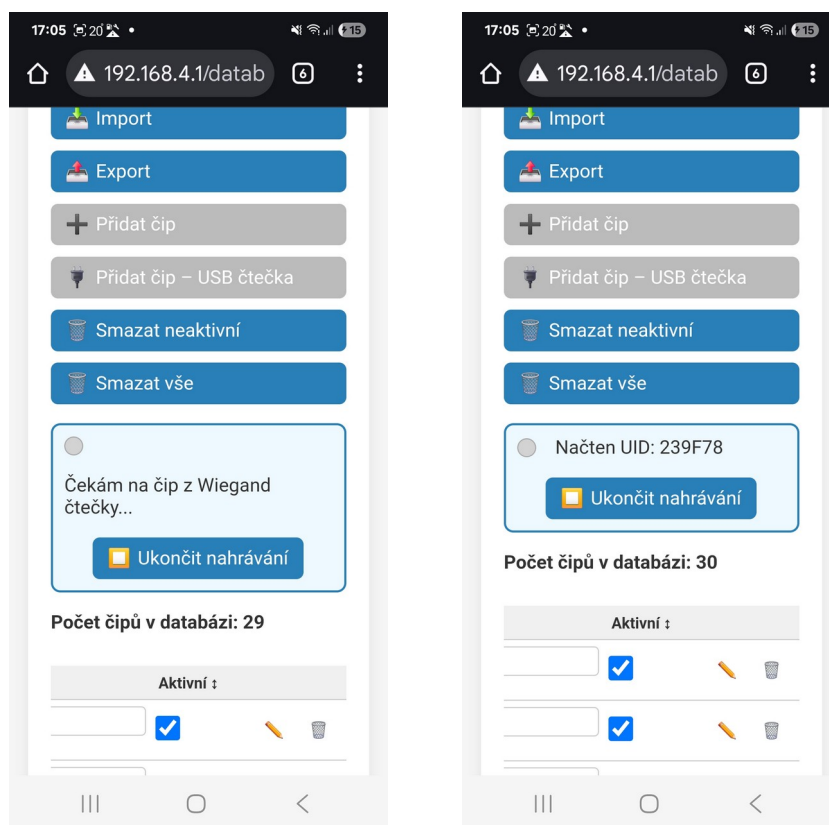 17:05 20° 15
192.168.4.1/datab 6
Import
Export
Přidat čip
Přidat čip – USB čtečka
Smazat neaktivní
Smazat vše
Čekám na čip z Wiegand
čtečky...
Ukončit nahrávání
Počet čipů v databázi: 29
Aktivní ↕
17:05 20° 15
192.168.4.1/datab 6
Import
Export
Přidat čip
Přidat čip – USB čtečka
Smazat neaktivní
Smazat vše
Načten UID: 239F78
Ukončit nahrávání
Počet čipů v databázi: 30
Aktivní ↕